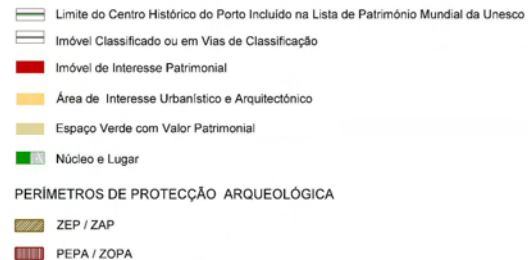 Limite do Centro Histórico do Porto Incluído na Lista de Património Mundial da Unesco
Imóvel Classificado ou em Vias de Classificação
Imóvel de Interesse Patrimonial
Área de Interesse Urbanístico e Arquitectónico
Espaço Verde com Valor Patrimonial
Núcleo e Lugar
PERÍMETROS DE PROTECÇÃO ARQUEOLÓGICA
ZEP / ZAP
PEPA / ZOPA